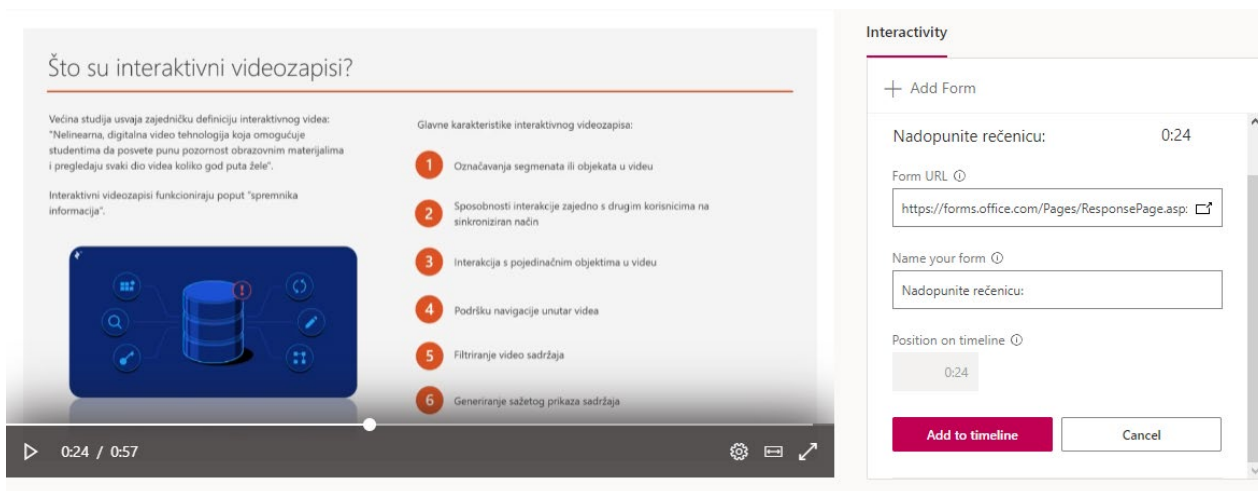 Što su interaktivni videozapisi?
Većina studija usvaja zajedničku definiciju interaktivnog videa:
"Nelinearna, digitalna video tehnologija koja omogućuje
studentima da posvete punu pozornost obrazovnim materijalima
i pregledaju svaki dio videa koliko god puta žele".
Interaktivni videozapisi funkcioniraju poput "spremnika
informacija".
Glavne karakteristike interaktivnog videozapisa:
1 Označavanja segmenata ili objekata u videu
2 Sposobnosti interakcije zajedno s drugim korisnicima na
sinkroniziran način
3 Interakcija s pojedinačnim objektima u videu
4 Podršku navigacije unutar videa
5 Filtriranje video sadržaja
6 Generiranje sažetog prikaza sadržaja
0:24 / 0:57
Interactivity
+ Add Form
Nadopunite rečenicu: 0:24
Form URL
https://forms.office.com/Pages/ResponsePage.asp:
Name your form
Nadopunite rečenicu:
Position on timeline
0:24
Add to timeline Cancel